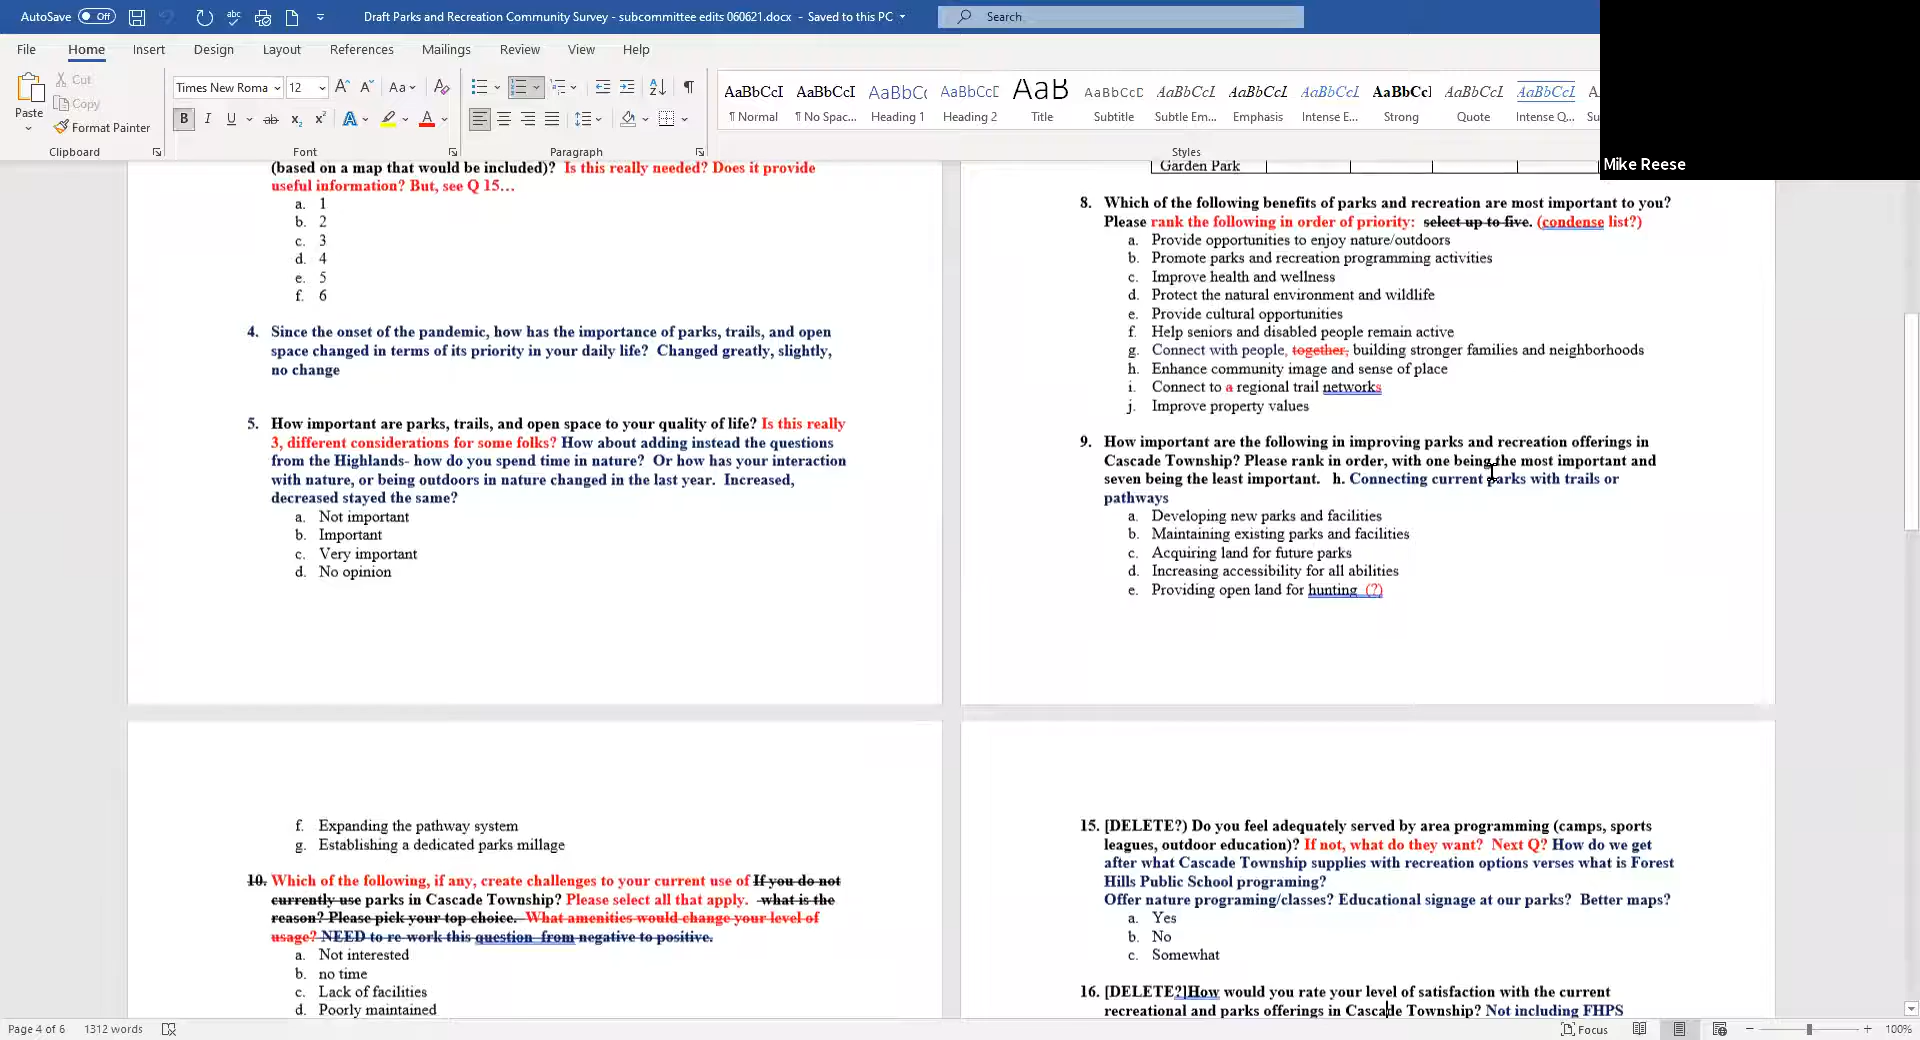 AutoSave Off Draft Parks and Recreation Community Survey - subcommittee edits 060621.docx - Saved to this PC Search
File Home Insert Design Layout References Mailings Review View Help
Paste
Cut
Copy
Format Painter
Clipboard
Times New Roma 12
Font
Paragraph
AaBbCcI AaBbCcI AaBbC AaBbCcD AaB AaBbCcD AaBbCcI AaBbCcI AaBbCcI AaBbCcI AaBbCcI AaBbCcI
¶ Normal ¶ No Spac... Heading 1 Heading 2 Title Subtitle Subtle Em... Emphasis Intense E... Strong Quote Intense Q...
Styles
Mike Reese
(based on a map that would be included)? Is this really needed? Does it provide
useful information? But, see Q 15…
a. 1
b. 2
c. 3
d. 4
e. 5
f. 6
4. Since the onset of the pandemic, how has the importance of parks, trails, and open
space changed in terms of its priority in your daily life? Changed greatly, slightly,
no change
5. How important are parks, trails, and open space to your quality of life? Is this really
3, different considerations for some folks? How about adding instead the questions
from the Highlands- how do you spend time in nature? Or how has your interaction
with nature, or being outdoors in nature changed in the last year. Increased,
decreased stayed the same?
a. Not important
b. Important
c. Very important
d. No opinion
Garden Park
8. Which of the following benefits of parks and recreation are most important to you?
Please rank the following in order of priority: select up to five. (condense list?)
a. Provide opportunities to enjoy nature/outdoors
b. Promote parks and recreation programming activities
c. Improve health and wellness
d. Protect the natural environment and wildlife
e. Provide cultural opportunities
f. Help seniors and disabled people remain active
g. Connect with people, together, building stronger families and neighborhoods
h. Enhance community image and sense of place
i. Connect to a regional trail networks
j. Improve property values
9. How important are the following in improving parks and recreation offerings in
Cascade Township? Please rank in order, with one being the most important and
seven being the least important. h. Connecting current parks with trails or
pathways
a. Developing new parks and facilities
b. Maintaining existing parks and facilities
c. Acquiring land for future parks
d. Increasing accessibility for all abilities
e. Providing open land for hunting (?)
f. Expanding the pathway system
g. Establishing a dedicated parks millage
10. Which of the following, if any, create challenges to your current use of If you do not
currently use parks in Cascade Township? Please select all that apply. what is the
reason? Please pick your top choice. What amenities would change your level of
usage? NEED to re-work this question from negative to positive.
a. Not interested
b. no time
c. Lack of facilities
d. Poorly maintained
15. [DELETE?) Do you feel adequately served by area programming (camps, sports
leagues, outdoor education)? If not, what do they want? Next Q? How do we get
after what Cascade Township supplies with recreation options verses what is Forest
Hills Public School programing?
Offer nature programing/classes? Educational signage at our parks? Better maps?
a. Yes
b. No
c. Somewhat
16. [DELETE?]How would you rate your level of satisfaction with the current
recreational and parks offerings in Cascade Township? Not including FHPS
Page 4 of 6 1312 words Focus 100%